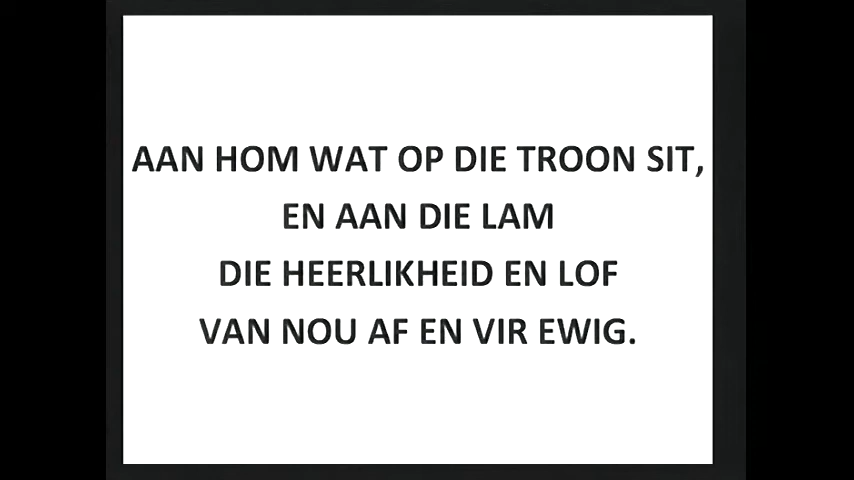 AAN HOM WAT OP DIE TROON SIT,
EN AAN DIE LAM
DIE HEERLIKHEID EN LOF
VAN NOU AF EN VIR EWIG.